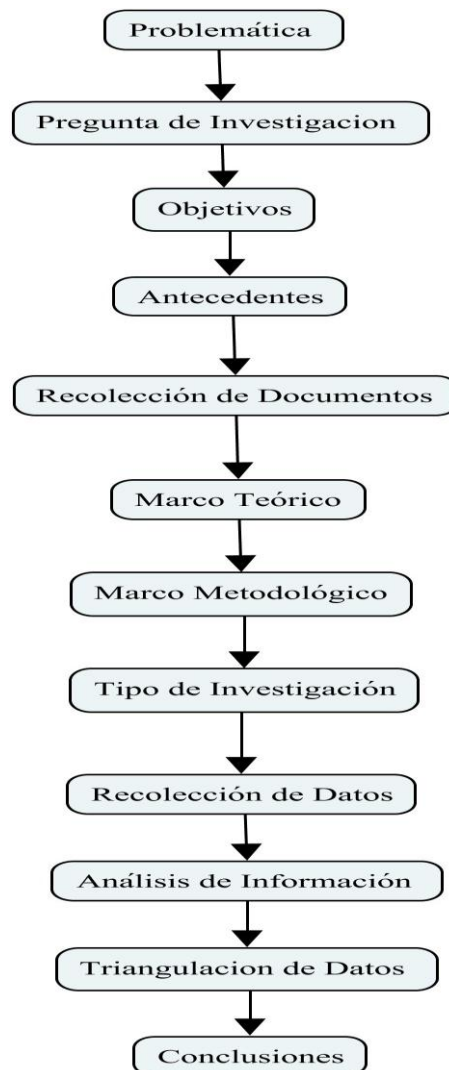 Problemática
Pregunta de Investigacion
Objetivos
Antecedentes
Recolección de Documentos
Marco Teórico
Marco Metodológico
Tipo de Investigación
Recolección de Datos
Análisis de Información
Triangulacion de Datos
Conclusiones